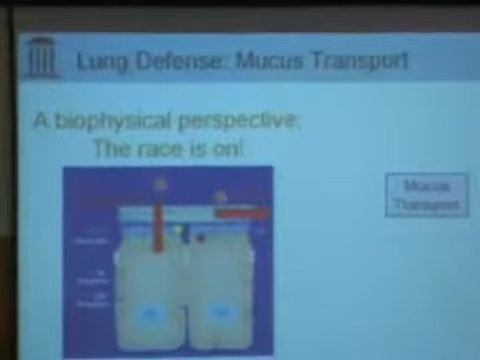 Lung Defense: Mucus Transport
A biophysical perspective:
The race is on!
Mucus
Transport